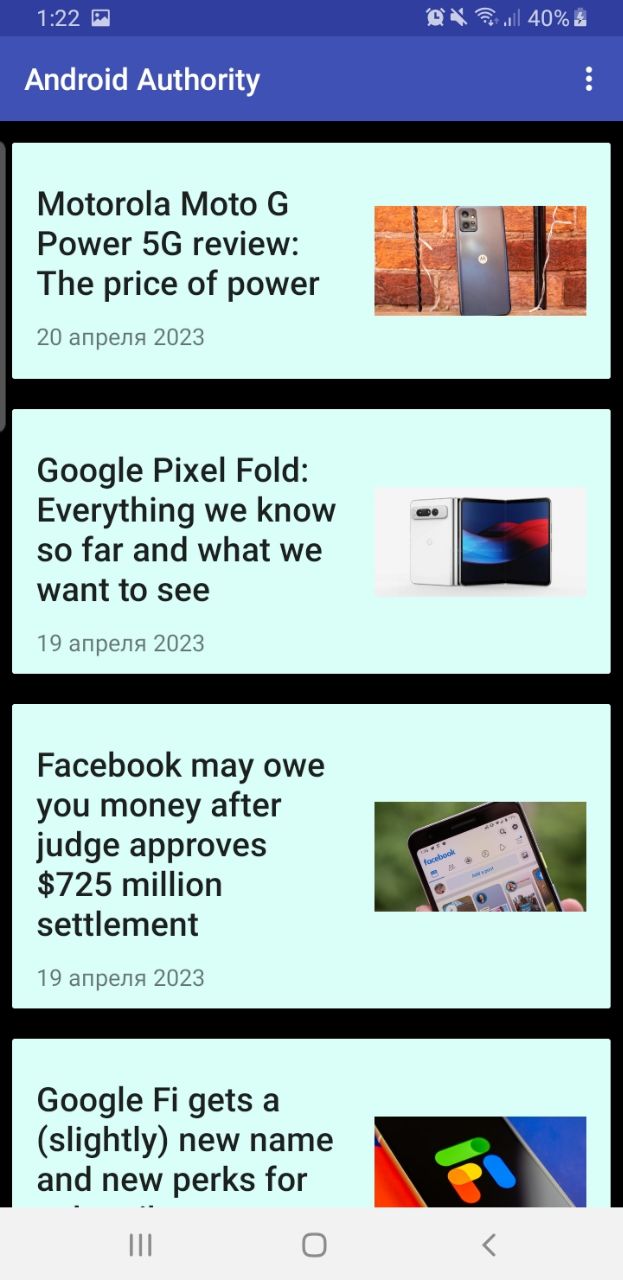 1:22
40%
Android Authority
Motorola Moto G
Power 5G review:
The price of power
20 апреля 2023
Google Pixel Fold:
Everything we know
so far and what we
want to see
19 апреля 2023
Facebook may owe
you money after
judge approves
$725 million
settlement
facebook
Add a post
19 апреля 2023
Google Fi gets a
(slightly) new name
and new perks for